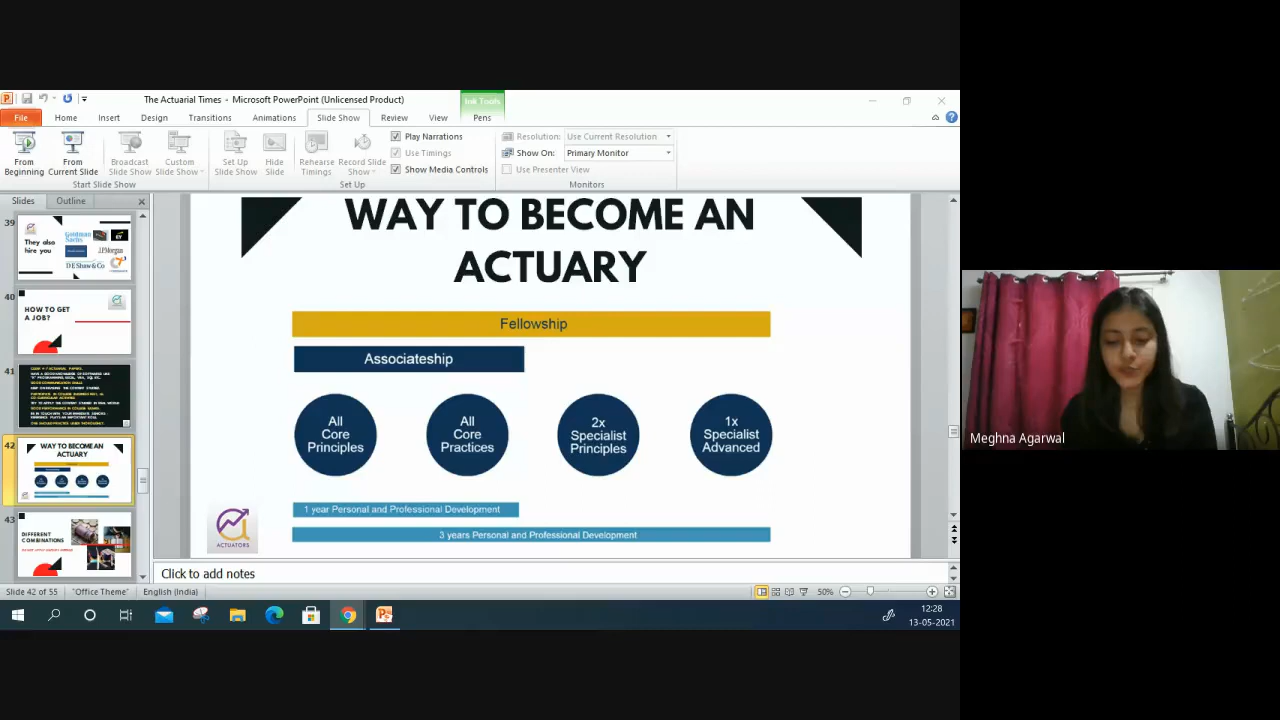 The Actuarial Times - Microsoft PowerPoint (Unlicensed Product)
Ink Tools
File
Home
Insert
Design
Transitions
Animations
Slide Show
Review
View
Pens
From Beginning
From Current Slide
Broadcast Slide Show
Custom Slide Show
Start Slide Show
Set Up Slide Show
Hide Slide
Rehearse Timings
Record Slide Show
Play Narrations
Use Timings
Show Media Controls
Set Up
Resolution:
Use Current Resolution
Show On:
Primary Monitor
Use Presenter View
Monitors
Slides
Outline
39
They also
hire you
Goldman
Sachs
EY
J.P.Morgan
D E Shaw & Co
40
HOW TO GET
A JOB?
41
42
WAY TO BECOME AN
ACTUARY
43
DIFFERENT
COMBINATIONS
WAY TO BECOME AN
ACTUARY
Fellowship
Associateship
All
Core
Principles
All
Core
Practices
2x
Specialist
Principles
1x
Specialist
Advanced
1 year Personal and Professional Development
3 years Personal and Professional Development
ACTUATORS
Click to add notes
Slide 42 of 55
"Office Theme"
English (India)
50%
12:28
13-05-2021
Meghna Agarwal